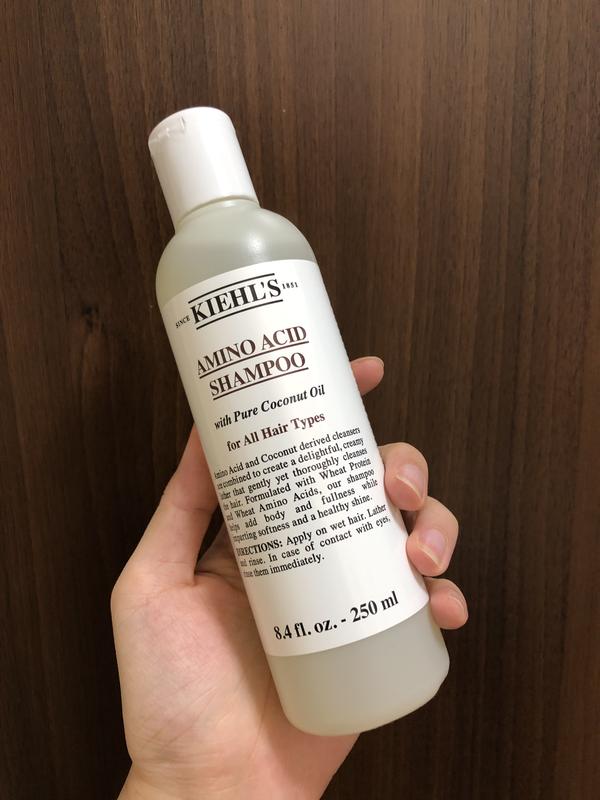 SINCE KIEHL'S 1851
AMINO ACID
SHAMPOO
with Pure Coconut Oil
for All Hair Types
Amino Acid and Coconut derived cleansers
are combined to create a delightful, creamy
lather that gently yet thoroughly cleanses
the hair. Formulated with Wheat Protein
and Wheat Amino Acids, our shampoo
helps add body and fullness while
imparting softness and a healthy shine.
DIRECTIONS: Apply on wet hair. Lather
and rinse. In case of contact with eyes,
rinse them immediately.
8.4 fl. oz. - 250 ml